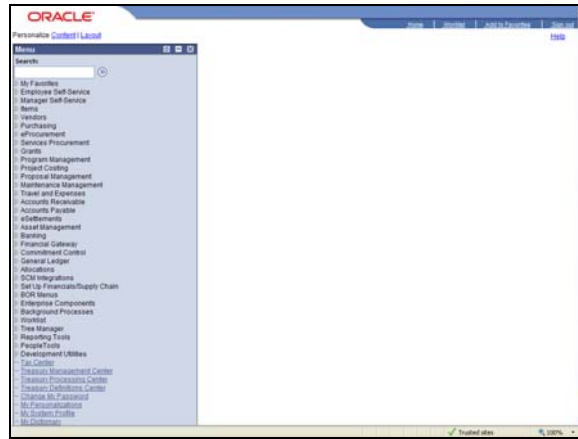 ORACLE
Home | Worklist | Add to Favorites | Sign out
Personalize Content | Layout
Help
Menu
Search:
My Favorites
Employee Self-Service
Manager Self-Service
Items
Vendors
Purchasing
eProcurement
Services Procurement
Grants
Program Management
Project Costing
Proposal Management
Maintenance Management
Travel and Expenses
Accounts Receivable
Accounts Payable
eSettlements
Asset Management
Banking
Financial Gateway
Commitment Control
General Ledger
Allocations
SCM Integrations
Set Up Financials/Supply Chain
BOR Menus
Enterprise Components
Background Processes
Worklist
Tree Manager
Reporting Tools
PeopleTools
Development Utilities
Tax Center
Treasury Management Center
Treasury Processing Center
Treasury Definitions Center
Change My Password
My Personalizations
My System Profile
My Dictionary
Trusted sites
100%